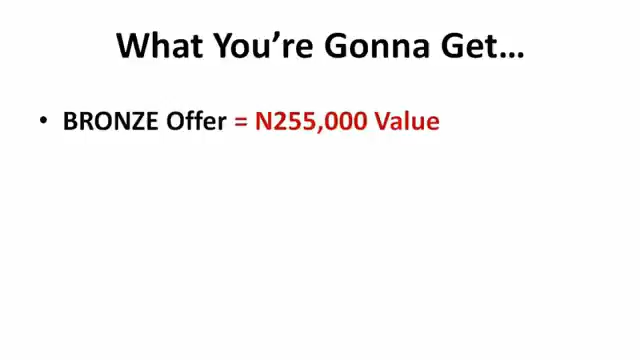 What You’re Gonna Get…
• BRONZE Offer = N255,000 Value